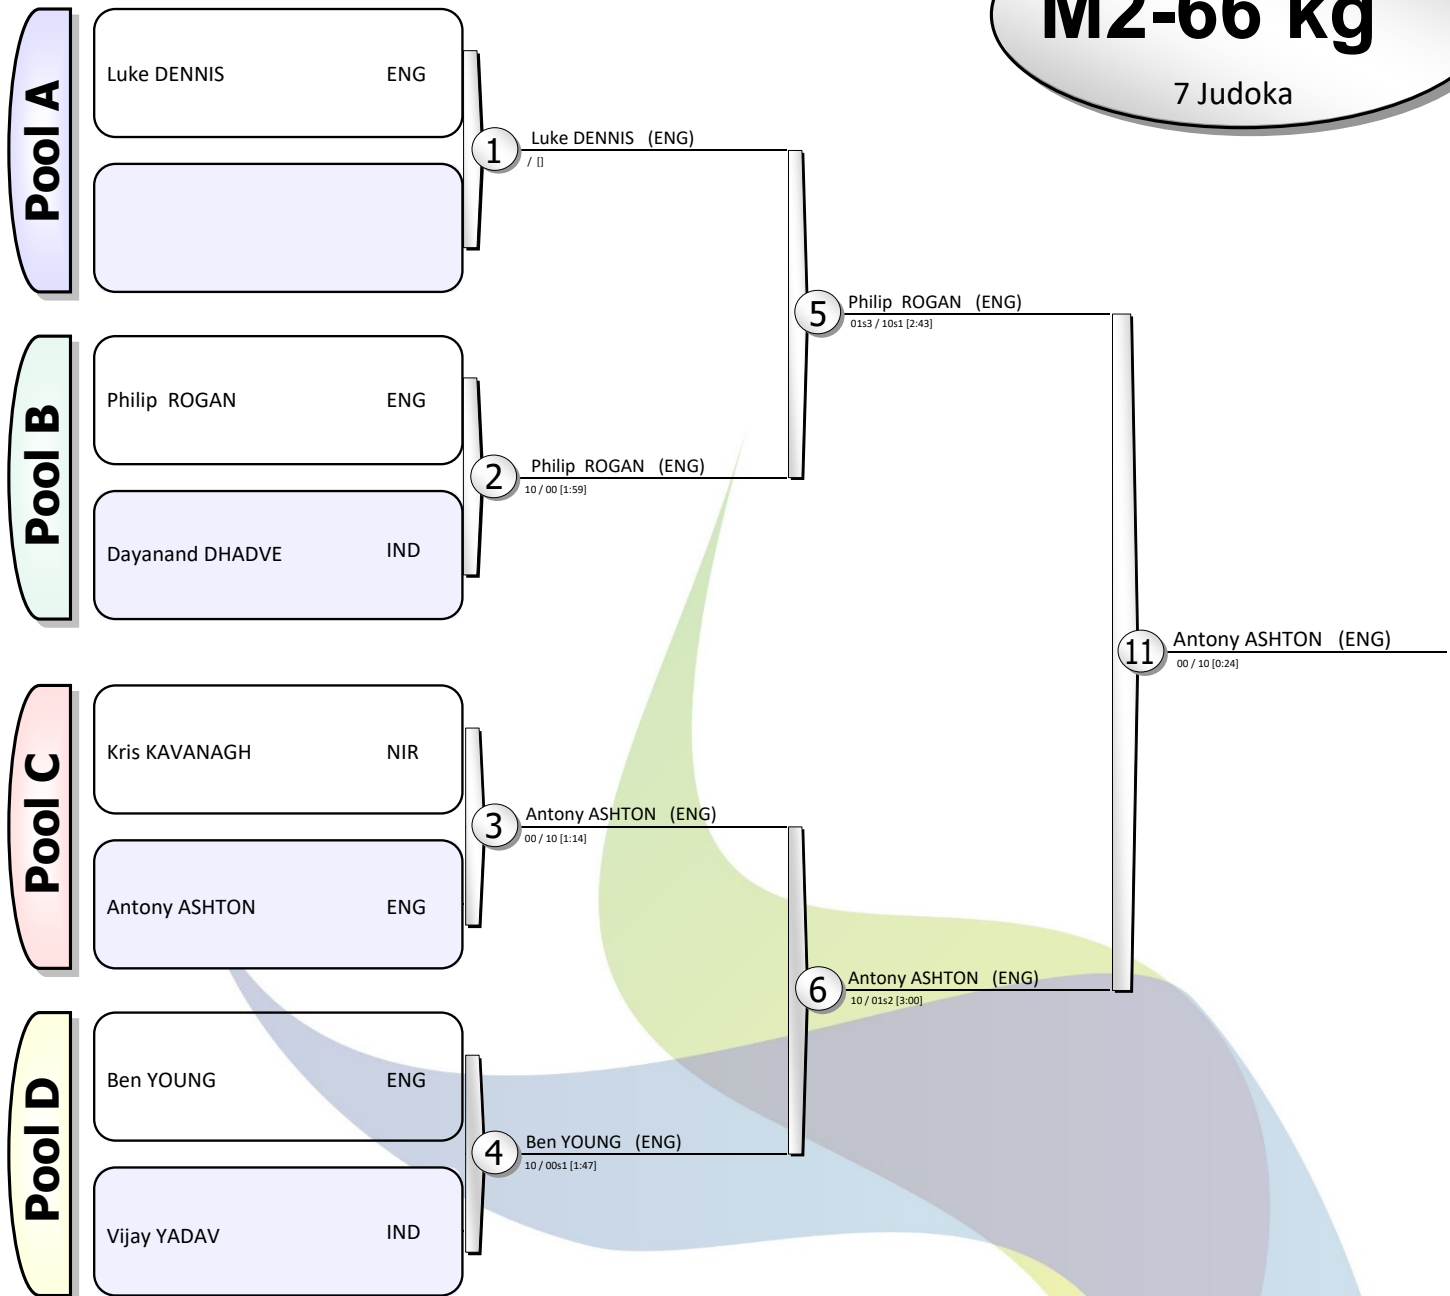 M2-66 kg
7 Judoka
Pool A
Luke DENNIS ENG
1
Luke DENNIS (ENG)
/ []
Pool B
Philip ROGAN ENG
Dayanand DHADVE IND
2
Philip ROGAN (ENG)
10 / 00 [1:59]
5
Philip ROGAN (ENG)
01s3 / 10s1 [2:43]
Pool C
Kris KAVANAGH NIR
Antony ASHTON ENG
3
Antony ASHTON (ENG)
00 / 10 [1:14]
Pool D
Ben YOUNG ENG
Vijay YADAV IND
4
Ben YOUNG (ENG)
10 / 00s1 [1:47]
6
Antony ASHTON (ENG)
10 / 01s2 [3:00]
11
Antony ASHTON (ENG)
00 / 10 [0:24]